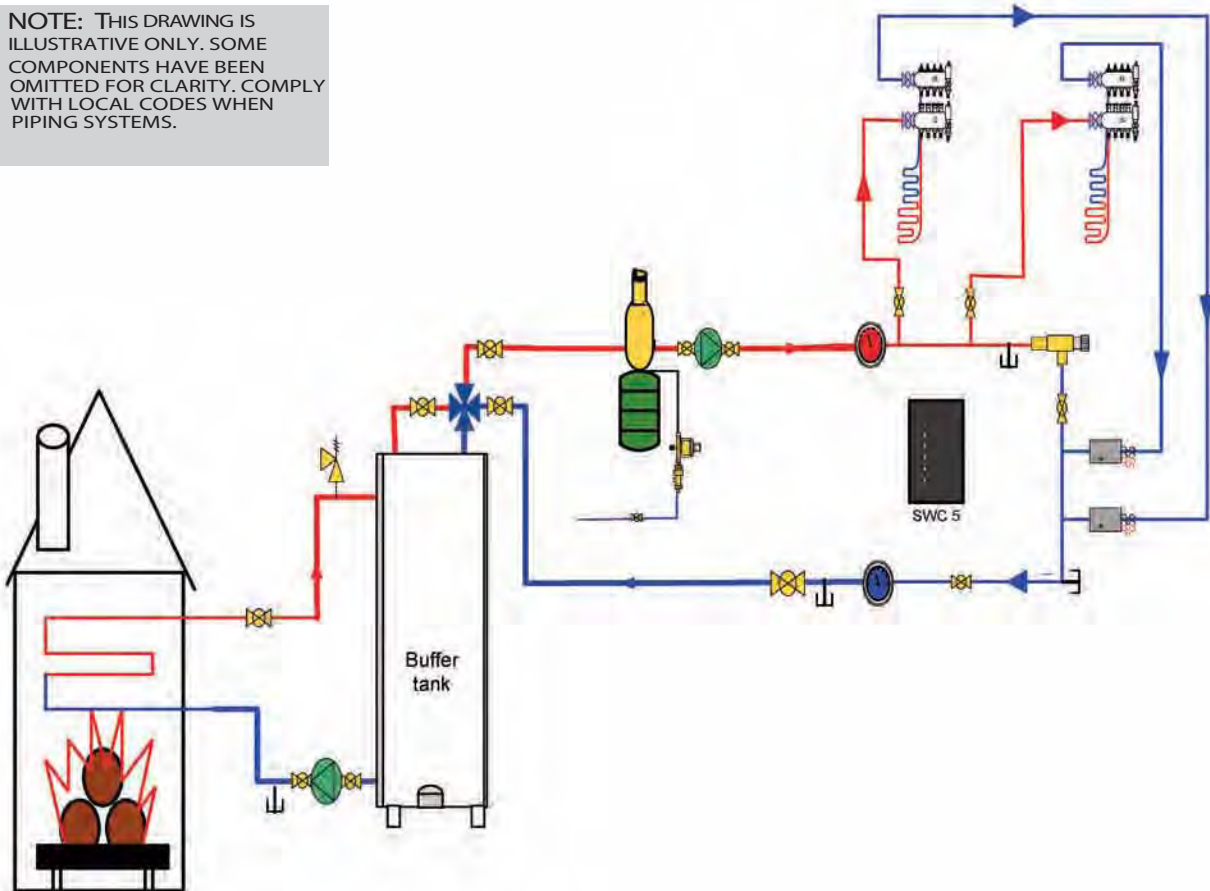 NOTE: THIS DRAWING IS
ILLUSTRATIVE ONLY. SOME
COMPONENTS HAVE BEEN
OMITTED FOR CLARITY. COMPLY
WITH LOCAL CODES WHEN
PIPING SYSTEMS.
SWC 5
Buffer
tank